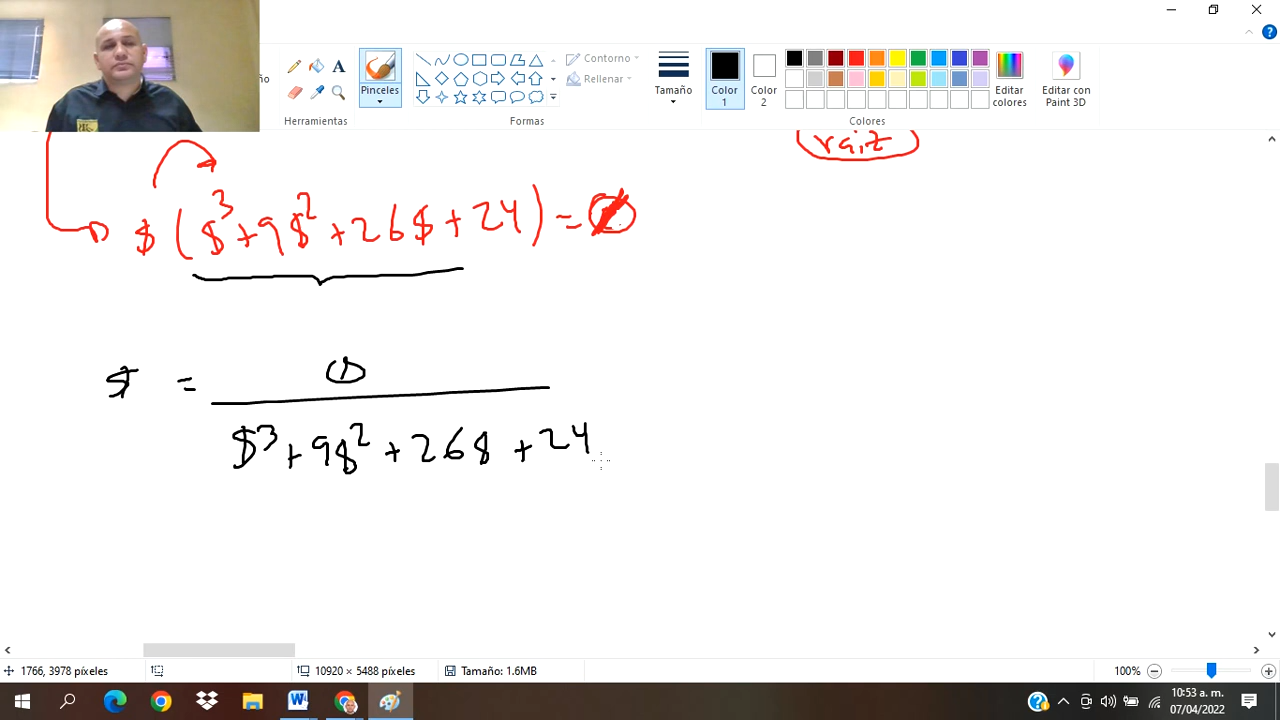 Contorno
Rellenar
Pinceles
Tamaño
Color 1
Color 2
Editar colores
Editar con Paint 3D
Herramientas
Formas
Colores
raíz
$($³+9$²+26$+24)=0
$ = 0
$³+9$²+26$+24
1766, 3978 píxeles
10920 × 5488 píxeles
Tamaño: 1.6MB
100%
10:53 a. m.
07/04/2022